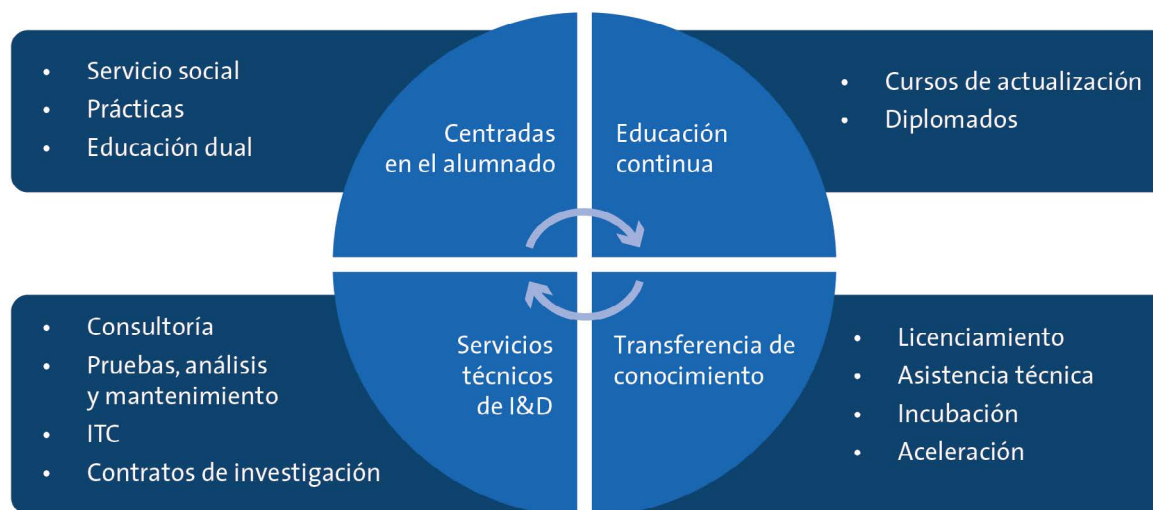 • Servicio social
• Prácticas
• Educación dual
Centradas
en el alumnado
Educación
continua
• Cursos de actualización
• Diplomados
• Consultoría
• Pruebas, análisis
y mantenimiento
• ITC
• Contratos de investigación
Servicios
técnicos
de I&D
Transferencia de
conocimiento
• Licenciamiento
• Asistencia técnica
• Incubación
• Aceleración